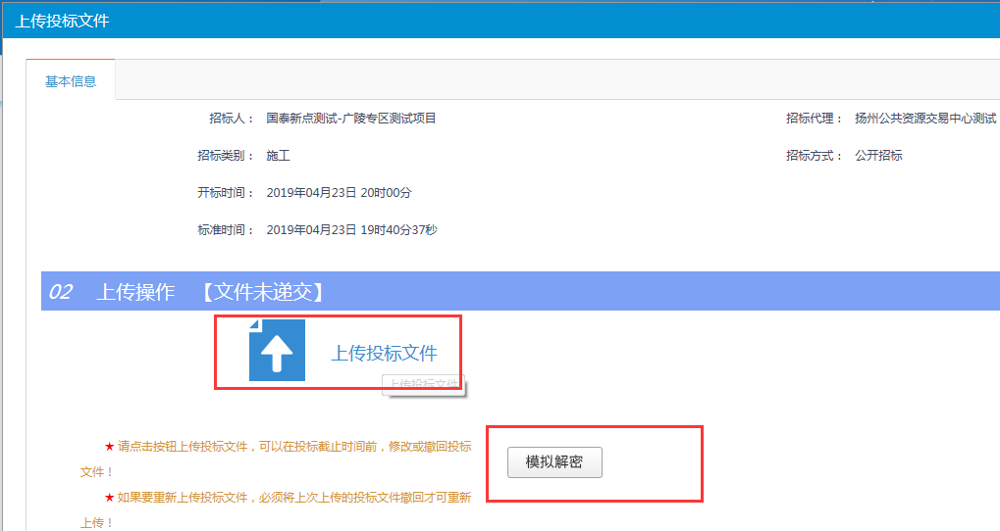 上传投标文件
基本信息
招标人： 国泰新点测试-广陵专区测试项目 招标代理： 扬州公共资源交易中心测试
招标类别： 施工 招标方式： 公开招标
开标时间： 2019年04月23日 20时00分
标准时间： 2019年04月23日 19时40分37秒
02 上传操作 【文件未递交】
上传投标文件
上传投标文件
★ 请点击按钮上传投标文件，可以在投标截止时间前，修改或撤回投标
文件！
模拟解密
★ 如果要重新上传投标文件，必须将上次上传的投标文件撤回才可重新
上传！